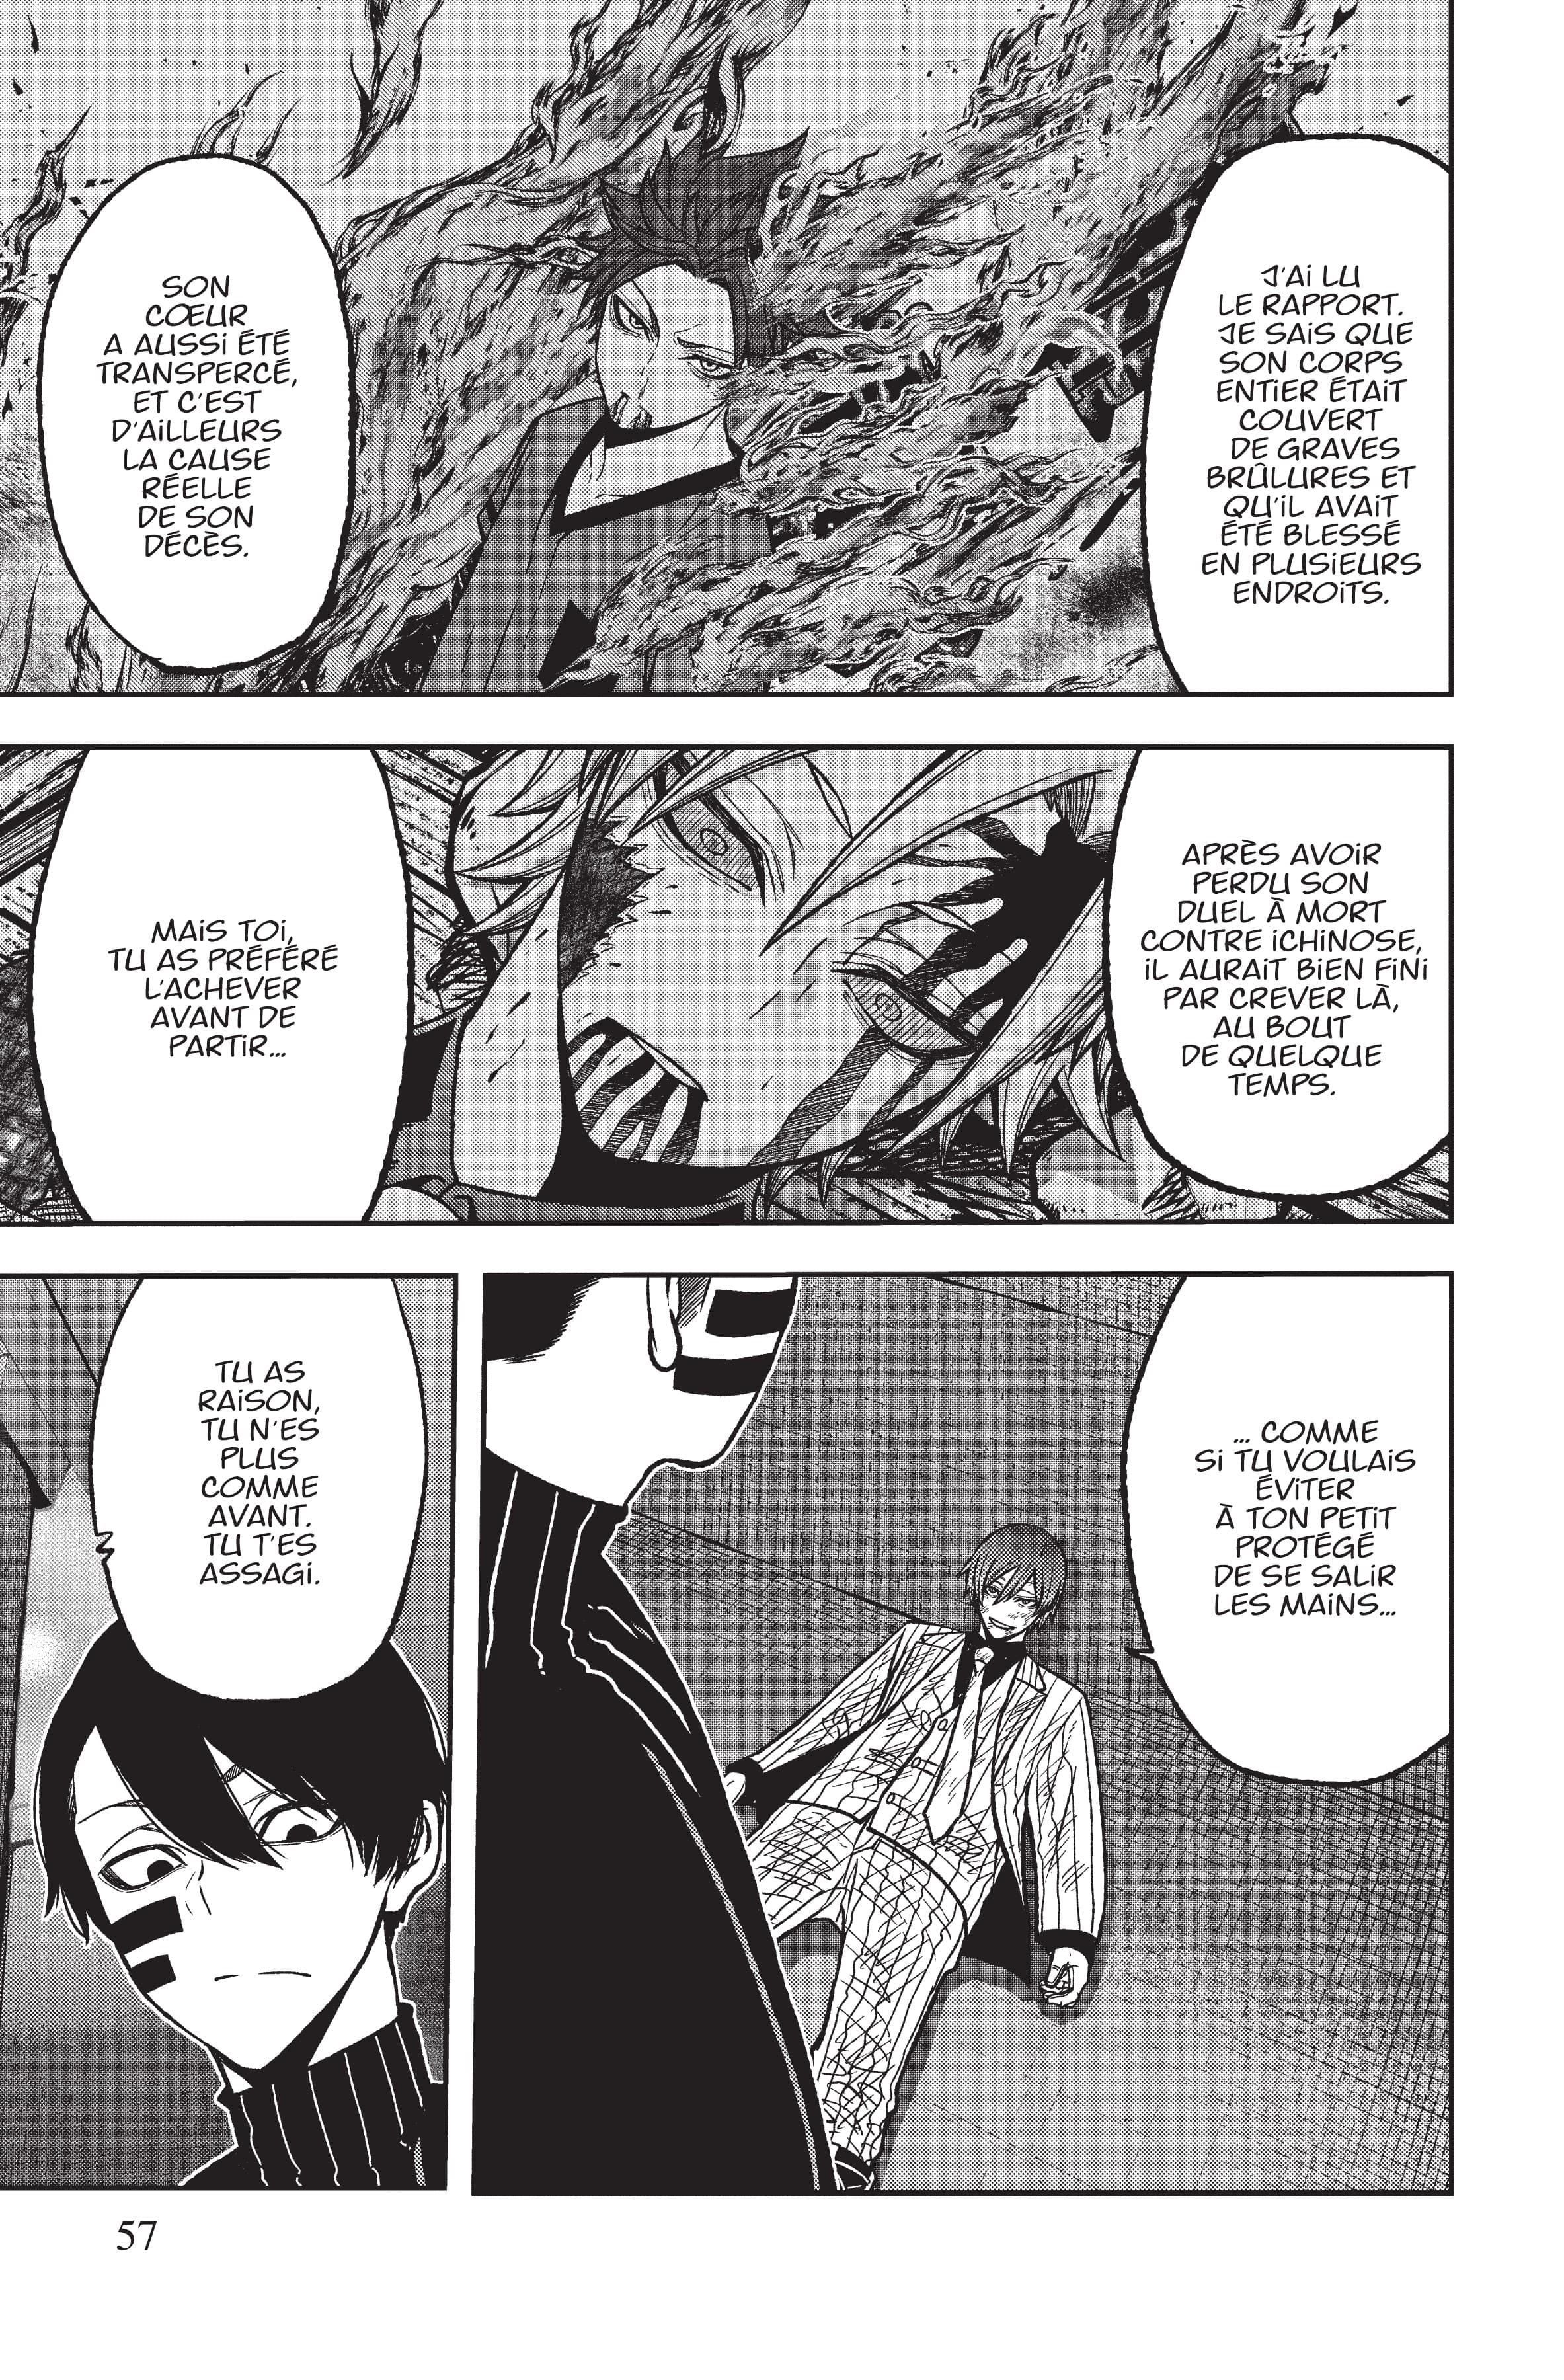 J'AI LU
LE RAPPORT.
JE SAIS QUE
SON CORPS
ENTIER ÉTAIT
COUVERT
DE GRAVES
BRÛLURES ET
QU'IL AVAIT
ÉTÉ BLESSÉ
EN PLUSIEURS
ENDROITS.
SON
CŒUR
A AUSSI ÉTÉ
TRANSPERCÉ,
ET C'EST
D'AILLEURS
LA CAUSE
RÉELLE
DE SON
DÉCÈS.
APRÈS AVOIR
PERDU SON
DUEL À MORT
CONTRE ICHINOSE,
IL AURAIT BIEN FINI
PAR CREVER LÀ,
AU BOUT
DE QUELQUE
TEMPS.
MAIS TOI,
TU AS PRÉFÉRÉ
L'ACHEVER
AVANT DE
PARTIR...
... COMME
SI TU VOULAIS
ÉVITER
À TON PETIT
PROTÉGÉ
DE SE SALIR
LES MAINS...
TU AS
RAISON,
TU N'ES
PLUS
COMME
AVANT.
TU T'ES
ASSAGI.
57